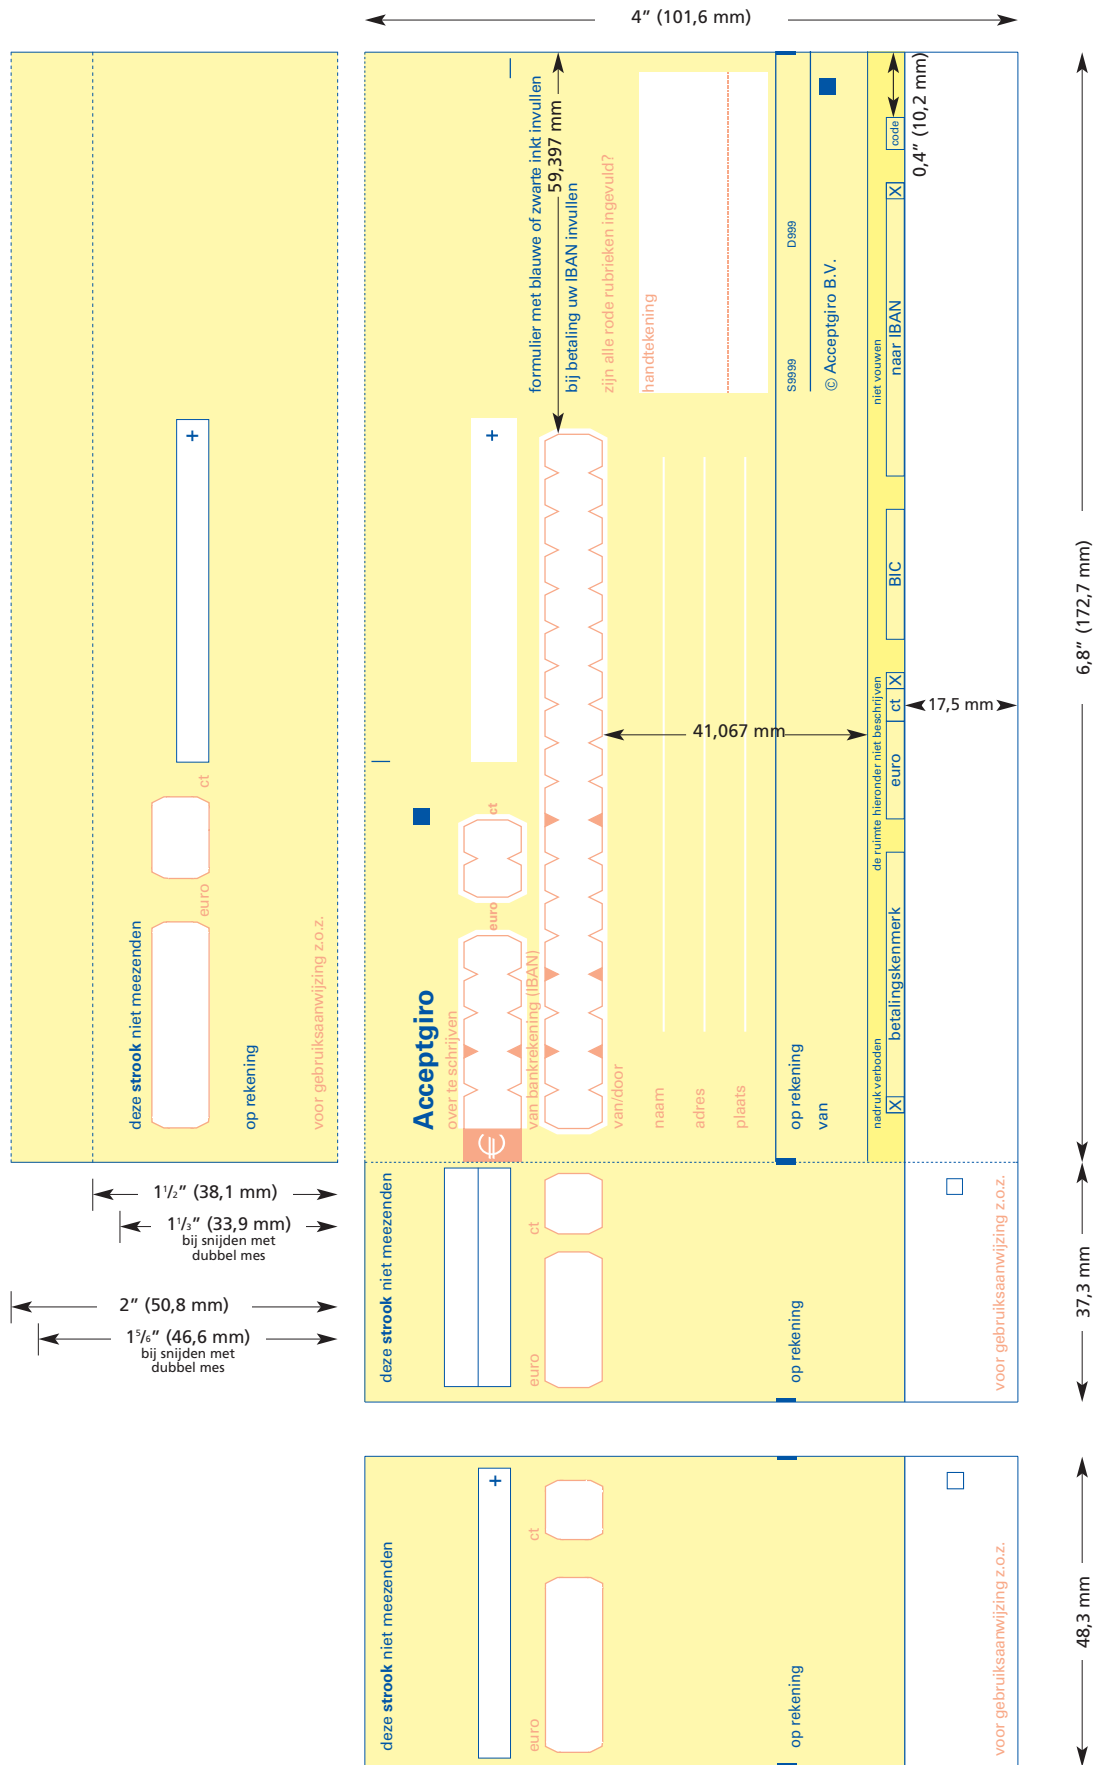 4” (101,6 mm)
deze strook niet meezenden
euro
ct
+
op rekening
voor gebruiksaanwijzing z.o.z.
1 1/2” (38,1 mm)
1 1/3” (33,9 mm)
bij snijden met
dubbel mes
2” (50,8 mm)
1 5/6” (46,6 mm)
bij snijden met
dubbel mes
Acceptgiro
over te schrijven
€
euro
ct
+
van bankrekening (IBAN)
van/door
naam
adres
plaats
formulier met blauwe of zwarte inkt invullen
59,397 mm
bij betaling uw IBAN invullen
zijn alle rode rubrieken ingevuld?
handtekening
41,067 mm
op rekening
van
S9999
D999
© Acceptgiro B.V.
nadruk verboden
de ruimte hieronder niet beschrijven
niet vouwen
X
betalingskenmerk
euro
ct
X
BIC
naar IBAN
X
code
0,4” (10,2 mm)
17,5 mm
6,8” (172,7 mm)
deze strook niet meezenden
euro
ct
op rekening
voor gebruiksaanwijzing z.o.z.
37,3 mm
deze strook niet meezenden
+
euro
ct
op rekening
voor gebruiksaanwijzing z.o.z.
48,3 mm